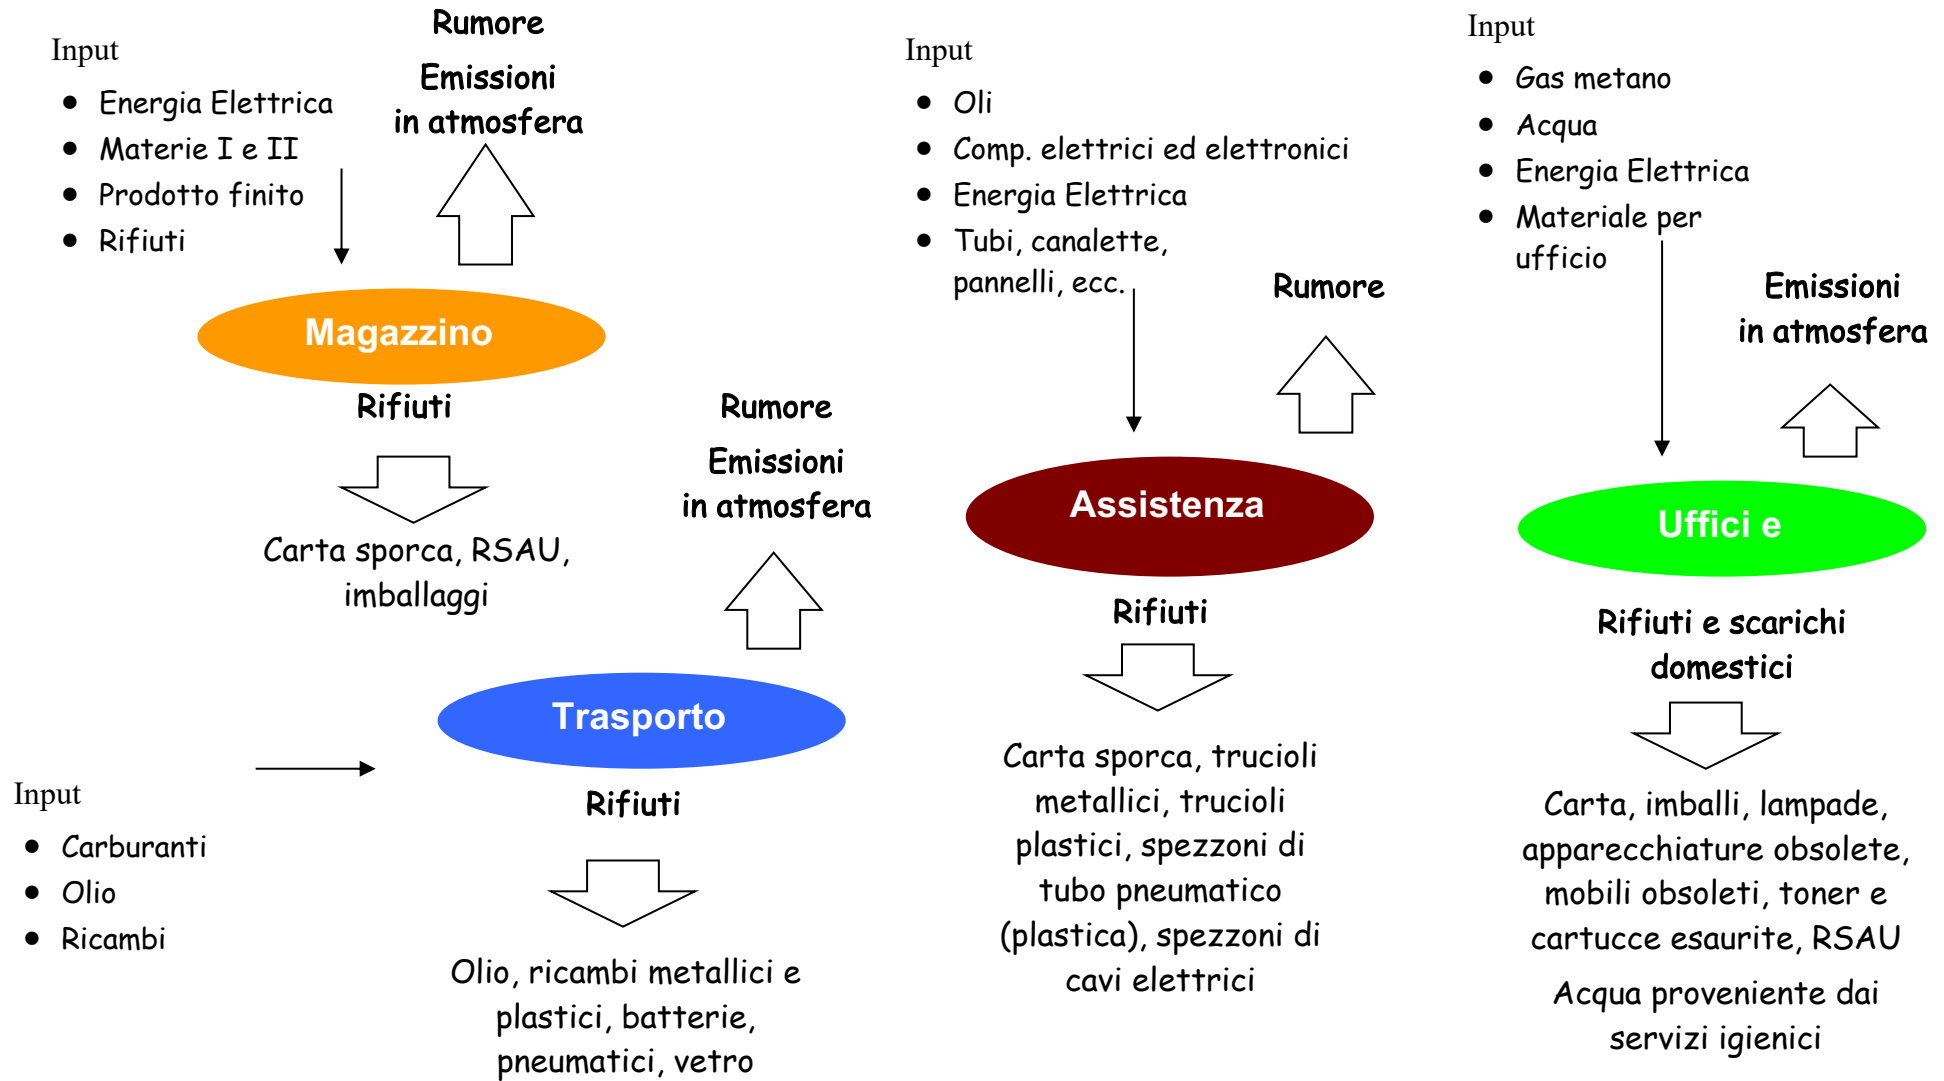 Input
Energia Elettrica
Materie I e II
Prodotto finito
Rifiuti
Rumore
Emissioni
in atmosfera
Magazzino
Rifiuti
Carta sporca, RSAU,
imballaggi
Input
Carburanti
Olio
Ricambi
Rumore
Emissioni
in atmosfera
Trasporto
Rifiuti
Olio, ricambi metallici e
plastici, batterie,
pneumatici, vetro
Input
Oli
Comp. elettrici ed elettronici
Energia Elettrica
Tubi, canalette,
pannelli, ecc.
Rumore
Assistenza
Rifiuti
Carta sporca, trucioli
metallici, trucioli
plastici, spezzoni di
tubo pneumatico
(plastica), spezzoni di
cavi elettrici
Input
Gas metano
Acqua
Energia Elettrica
Materiale per
ufficio
Emissioni
in atmosfera
Uffici e
Rifiuti e scarichi
domestici
Carta, imballi, lampade,
apparecchiature obsolete,
mobili obsoleti, toner e
cartucce esaurite, RSAU
Acqua proveniente dai
servizi igienici